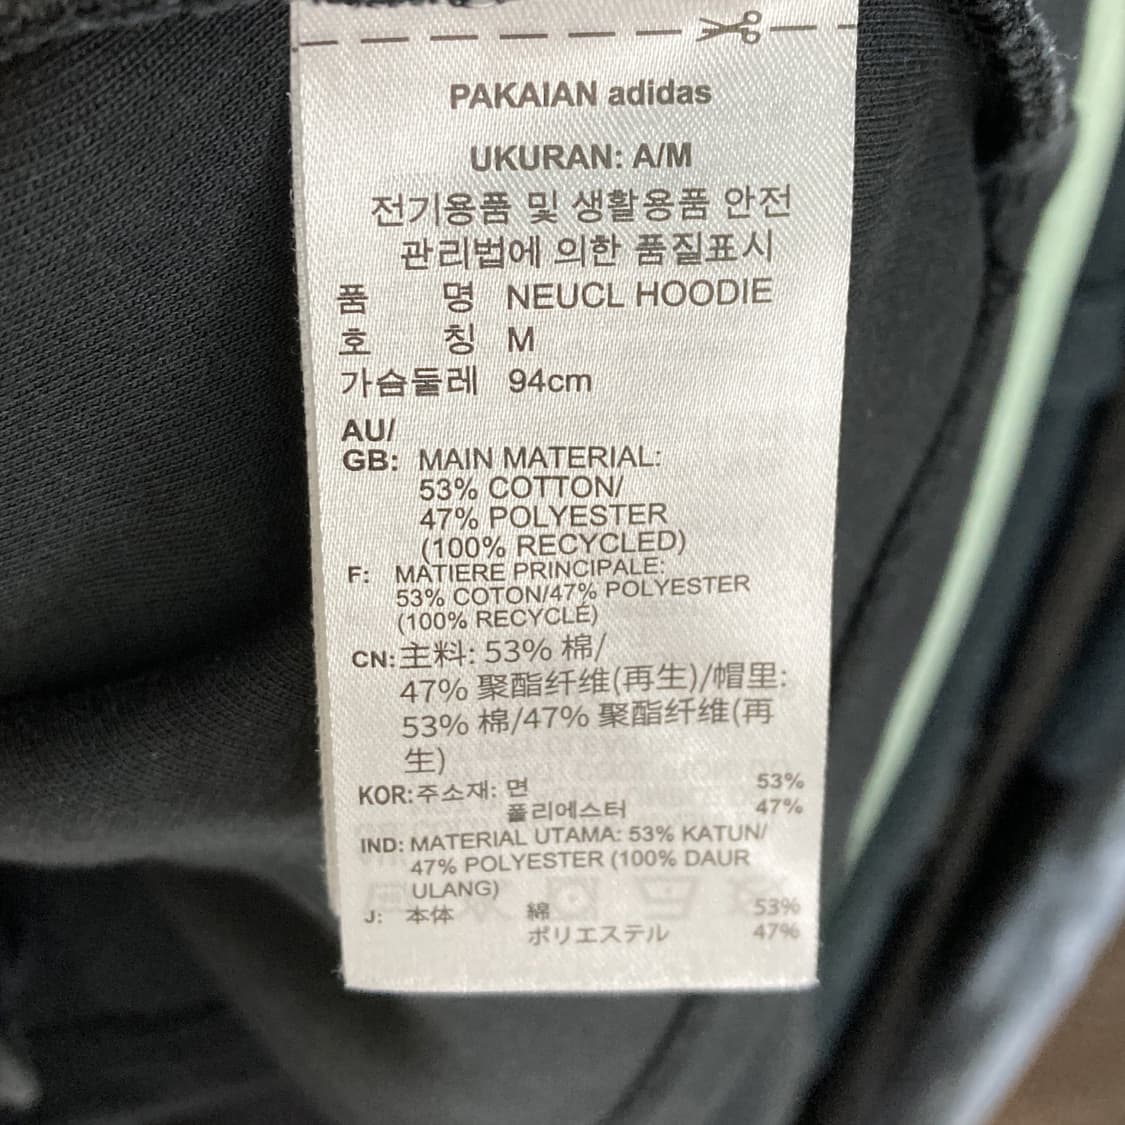 PAKAIAN adidas
UKURAN: A/M
전기용품 및 생활용품 안전
관리법에 의한 품질표시
품 명 NEUCL HOODIE
호 칭 M
가슴둘레 94cm
AU/
GB: MAIN MATERIAL:
53% COTTON/
47% POLYESTER
(100% RECYCLED)
F: MATIERE PRINCIPALE:
53% COTON/47% POLYESTER
(100% RECYCLÉ)
CN: 主料: 53% 棉/
47% 聚酯纤维(再生)/帽里:
53% 棉/47% 聚酯纤维(再
生)
KOR: 주소재: 면 53%
폴리에스터 47%
IND: MATERIAL UTAMA: 53% KATUN/
47% POLYESTER (100% DAUR
ULANG)
J: 本体 綿 53%
ポリエステル 47%